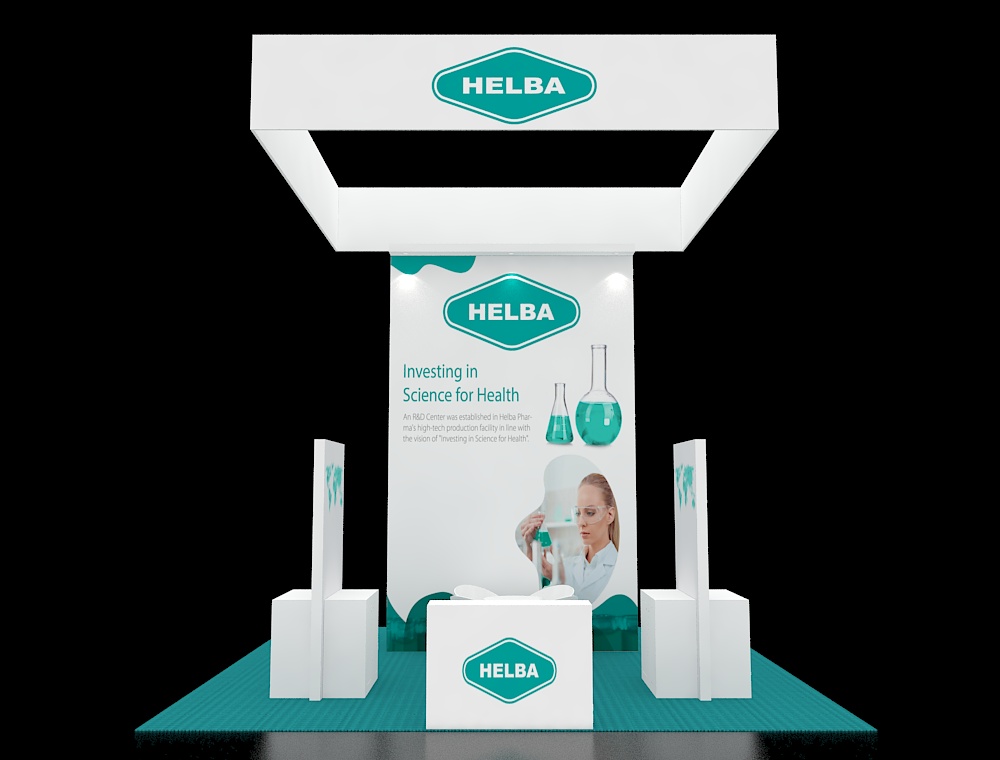 HELBA
HELBA
Investing in
Science for Health
An R&D Center was established in Helba Phar-
ma's high-tech production facility in line with
the vision of "Investing in Science for Health".
HELBA